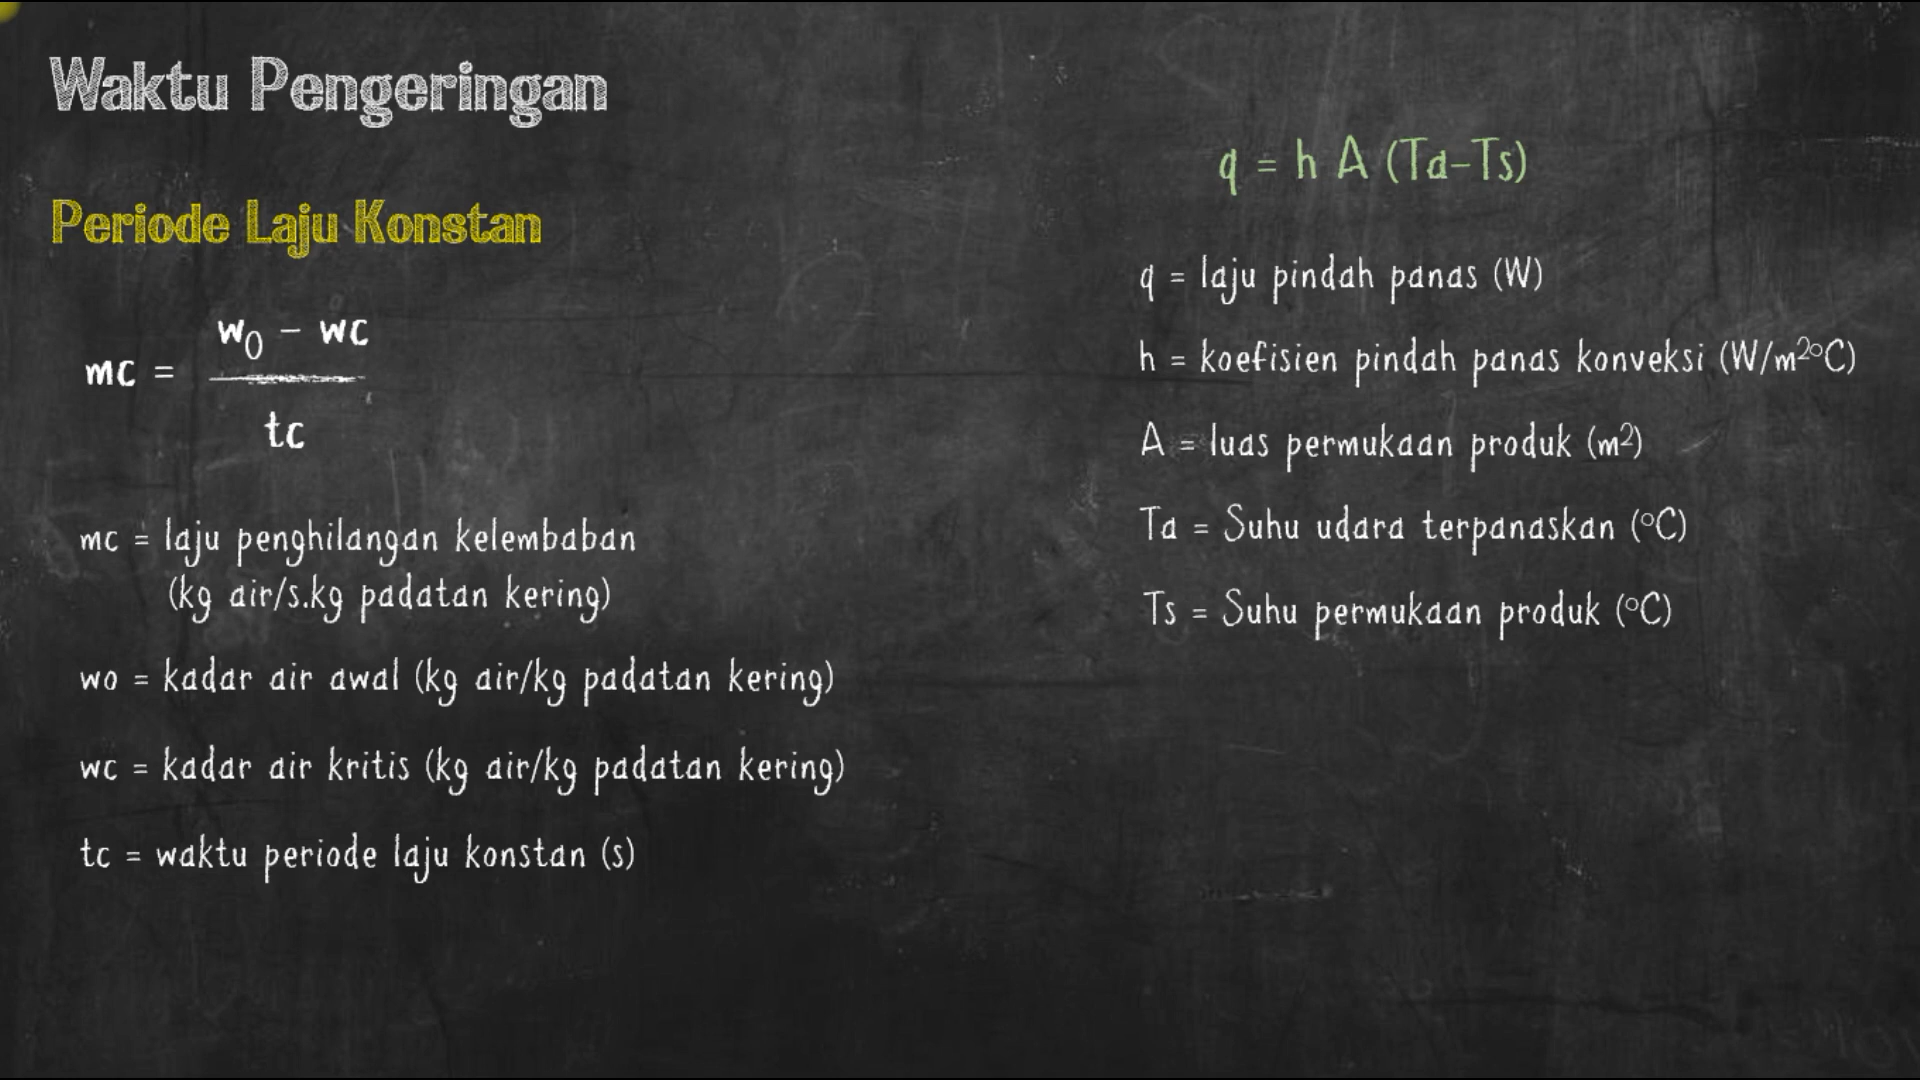 Waktu Pengeringan
Periode Laju Konstan
mc = w₀ – wc
tc
mc = laju penghilangan kelembaban
(kg air/s.kg padatan kering)
wo = kadar air awal (kg air/kg padatan kering)
wc = kadar air kritis (kg air/kg padatan kering)
tc = waktu periode laju konstan (s)
q = h A (Ta–Ts)
q = laju pindah panas (W)
h = koefisien pindah panas konveksi (W/m²°C)
A = luas permukaan produk (m²)
Ta = Suhu udara terpanaskan (°C)
Ts = Suhu permukaan produk (°C)